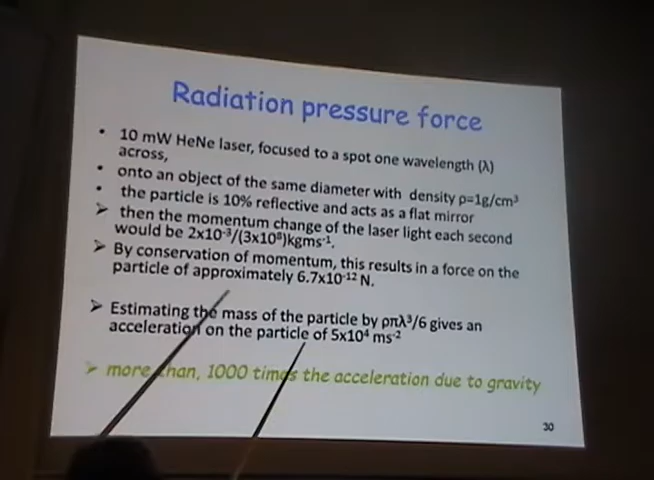 Radiation pressure force
• 10 mW HeNe laser, focused to a spot one wavelength (λ)
across,
• onto an object of the same diameter with density ρ=1g/cm³
• the particle is 10% reflective and acts as a flat mirror
➢ then the momentum change of the laser light each second
would be 2x10⁻³/(3x10⁸)kgms⁻¹.
➢ By conservation of momentum, this results in a force on the
particle of approximately 6.7x10⁻¹² N.
➢ Estimating the mass of the particle by ρπλ³/6 gives an
acceleration on the particle of 5x10⁴ ms⁻²
➢ more than, 1000 times the acceleration due to gravity
30